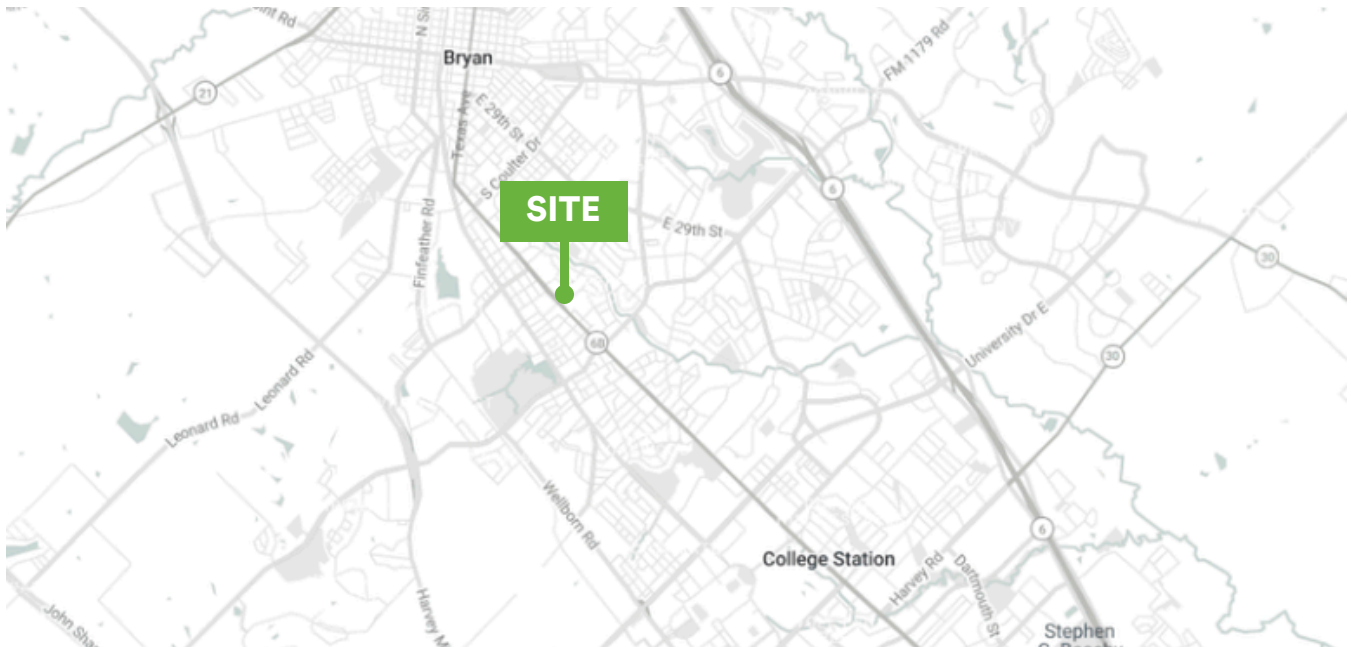 N Si
Bryan
6
FM 1179 Rd
21
Texas Ave
E 29th St
S Coulter Dr
6
SITE
Finfeather Rd
E 29th St
30
University Dr E
6B
30
Leonard Rd
Leonard Rd
Wellborn Rd
6
College Station
Harvey Rd
Dartmouth St
Harvey M
John Sha
Stephen